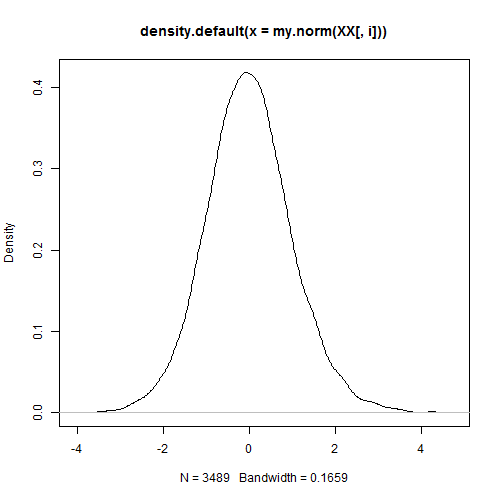 density.default(x = my.norm(XX[, i]))
Density
0.4
0.3
0.2
0.1
0.0
-4 -2 0 2 4
N = 3489 Bandwidth = 0.1659